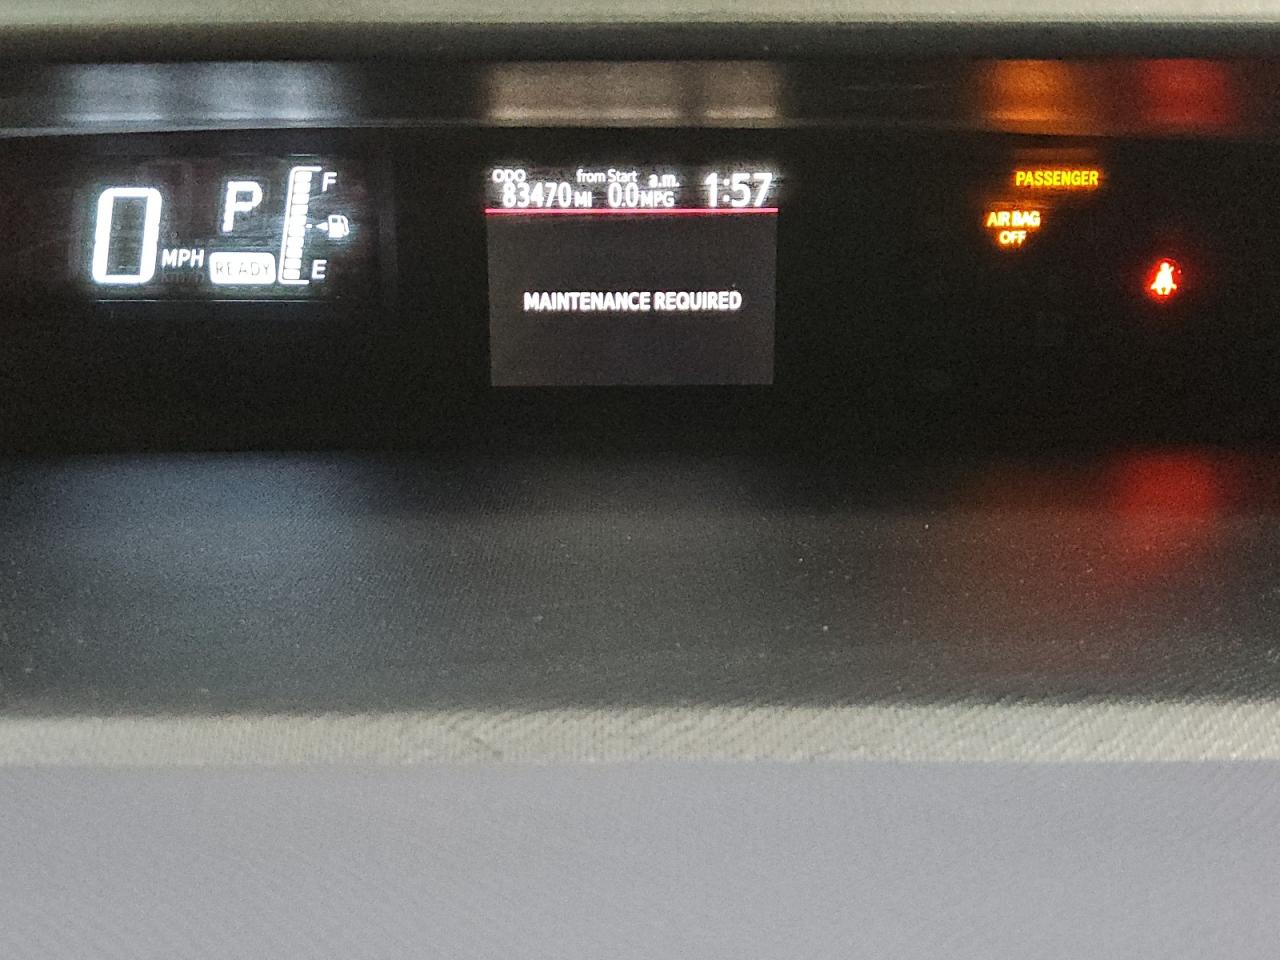 0 MPH
P
READY
F
E
ODO from Start a.m.
83470 MI 0.0 MPG 1:57
MAINTENANCE REQUIRED
PASSENGER
AIR BAG
OFF